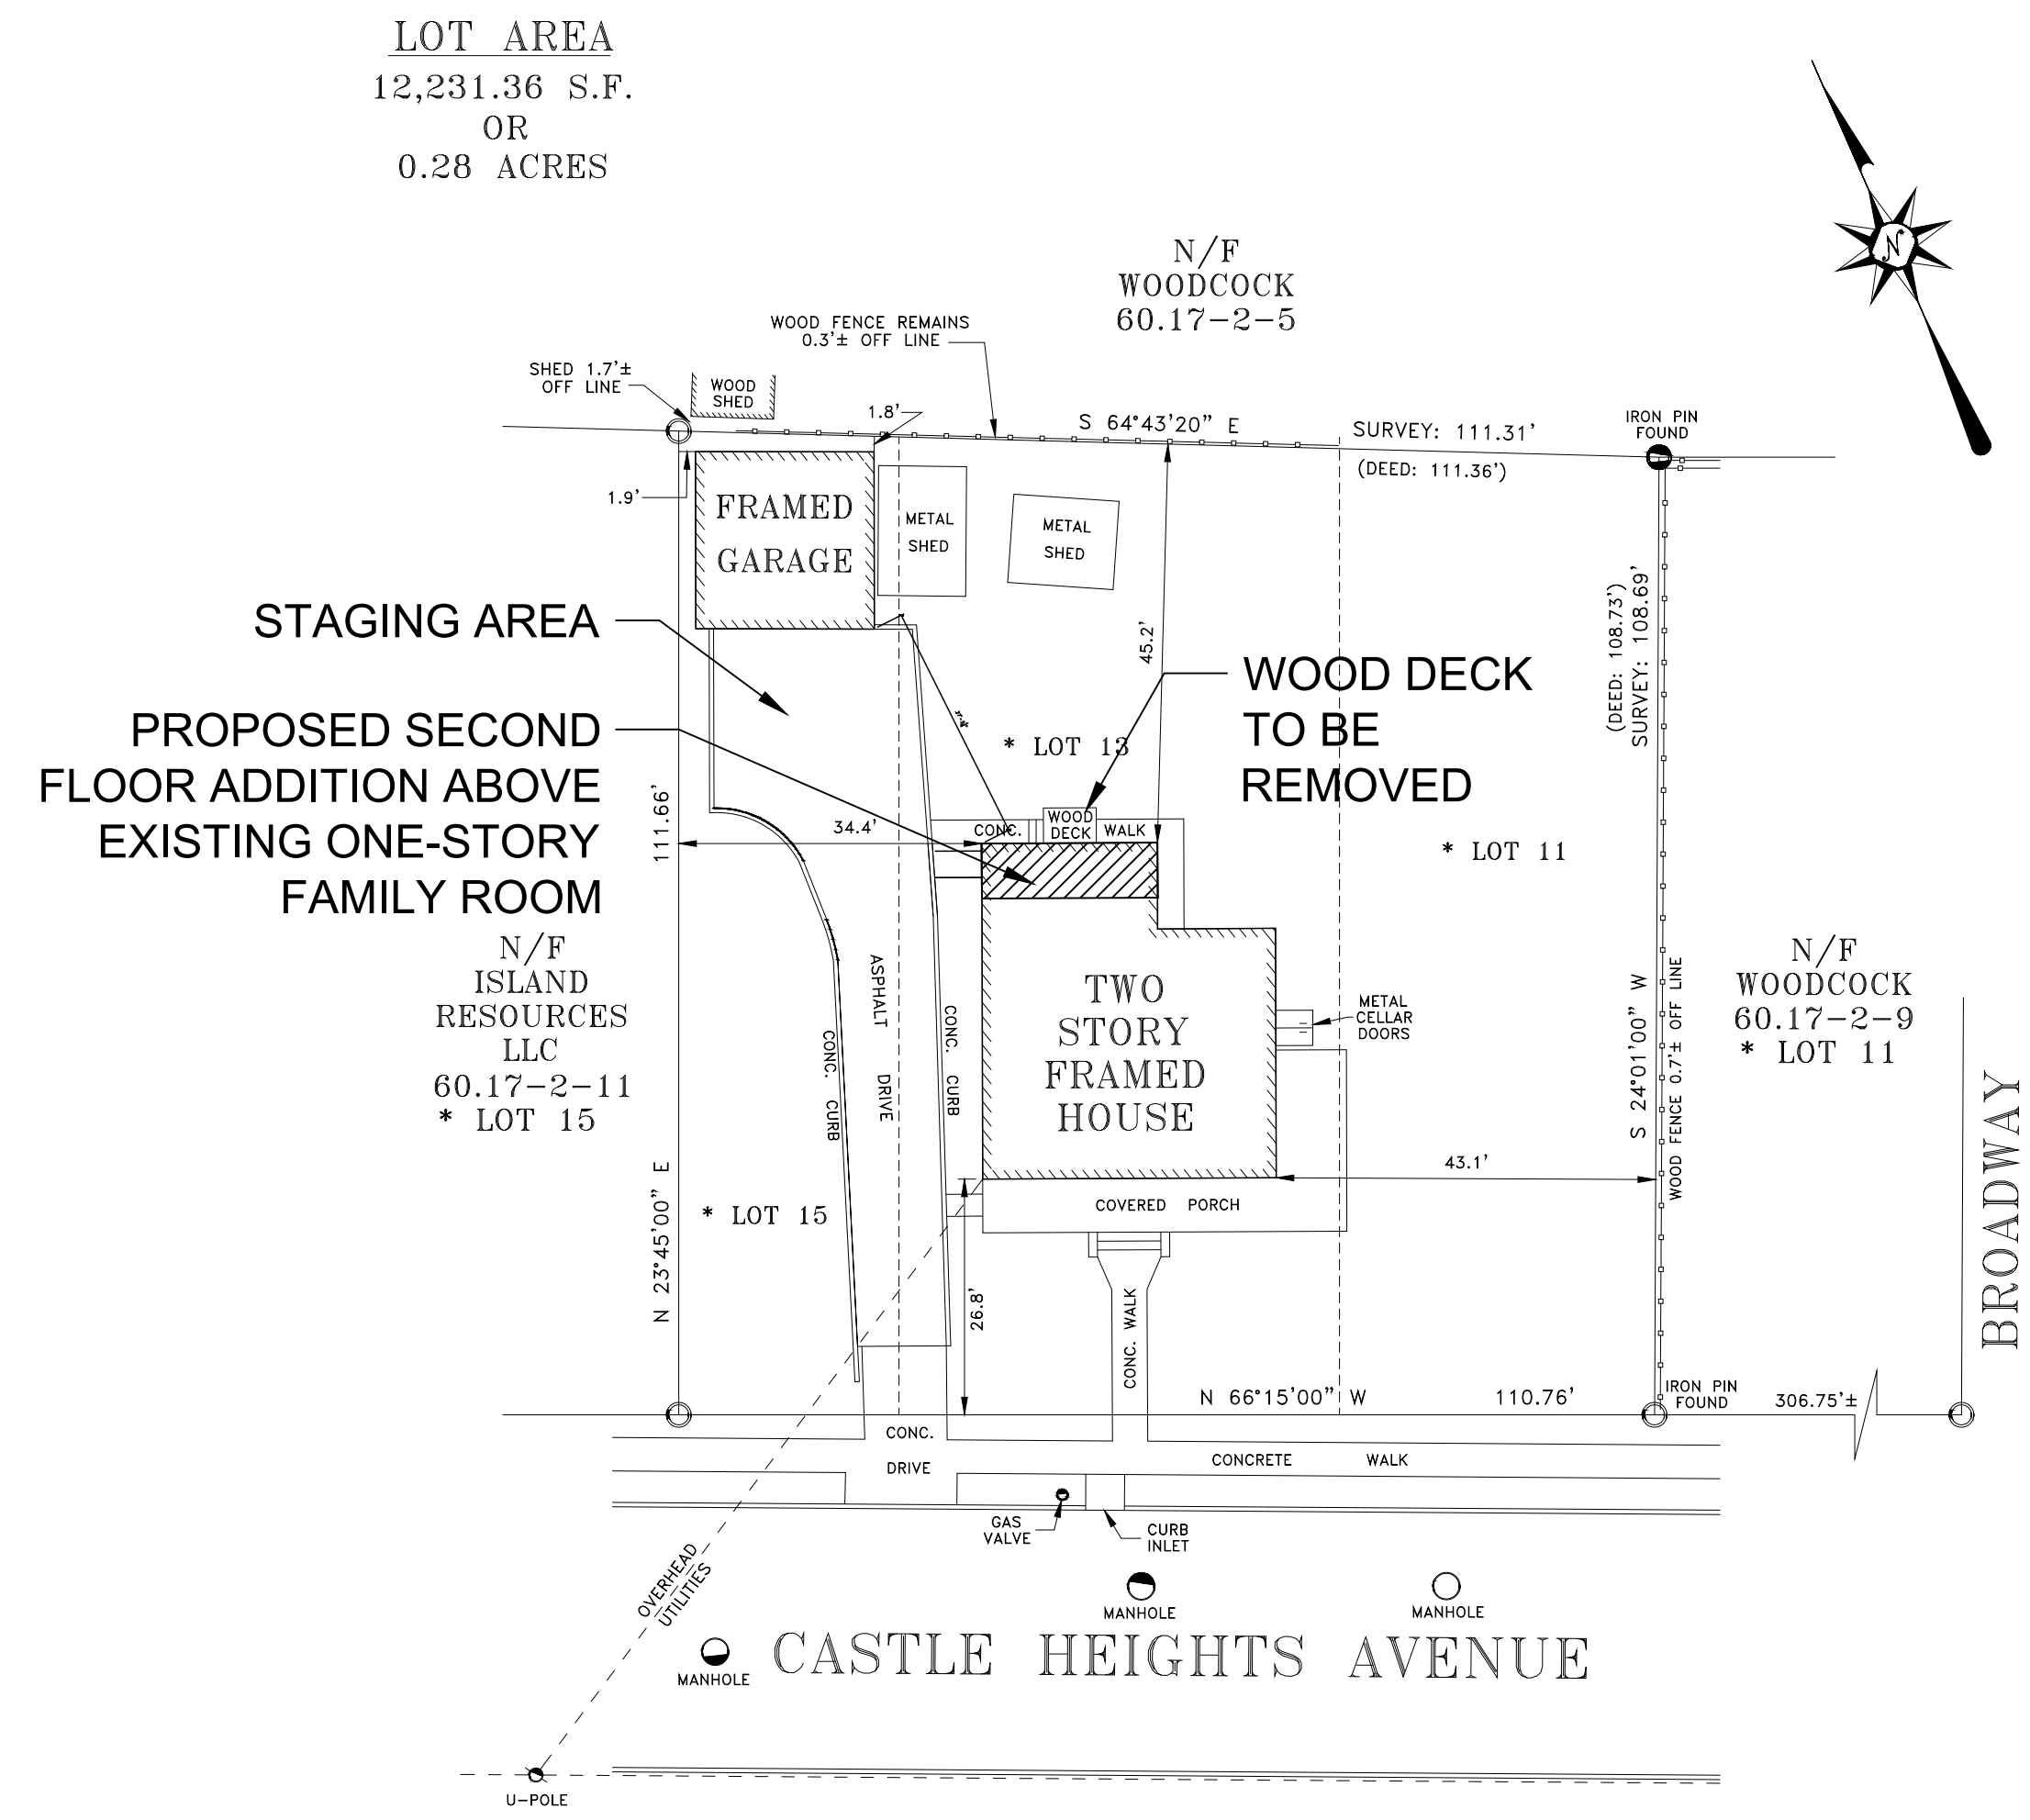 LOT AREA
12,231.36 S.F.
OR
0.28 ACRES
N
N/F
WOODCOCK
60.17-2-5
WOOD FENCE REMAINS
0.3'± OFF LINE
SHED 1.7'±
OFF LINE
WOOD
SHED
1.8'
S 64°43'20" E
SURVEY: 111.31'
(DEED: 111.36')
IRON PIN
FOUND
1.9'
FRAMED
GARAGE
METAL
SHED
METAL
SHED
STAGING AREA
45.2'
(DEED: 108.73')
SURVEY: 108.69'
WOOD DECK
TO BE
REMOVED
PROPOSED SECOND
FLOOR ADDITION ABOVE
EXISTING ONE-STORY
FAMILY ROOM
* LOT 13
111.66'
34.4'
CONC.
WOOD
DECK
WALK
* LOT 11
N/F
ISLAND
RESOURCES
LLC
60.17-2-11
* LOT 15
ASPHALT
DRIVE
CONC. CURB
CONC. CURB
TWO
STORY
FRAMED
HOUSE
METAL
CELLAR
DOORS
S 24°01'00" W
WOOD FENCE 0.7'± OFF LINE
N/F
WOODCOCK
60.17-2-9
* LOT 11
BROADWAY
43.1'
N 23°45'00" E
* LOT 15
COVERED PORCH
26.8'
CONC. WALK
N 66°15'00" W
110.76'
IRON PIN
FOUND
306.75'±
CONC.
DRIVE
CONCRETE WALK
GAS
VALVE
CURB
INLET
OVERHEAD
UTILITIES
MANHOLE
MANHOLE
MANHOLE
CASTLE HEIGHTS AVENUE
U-POLE